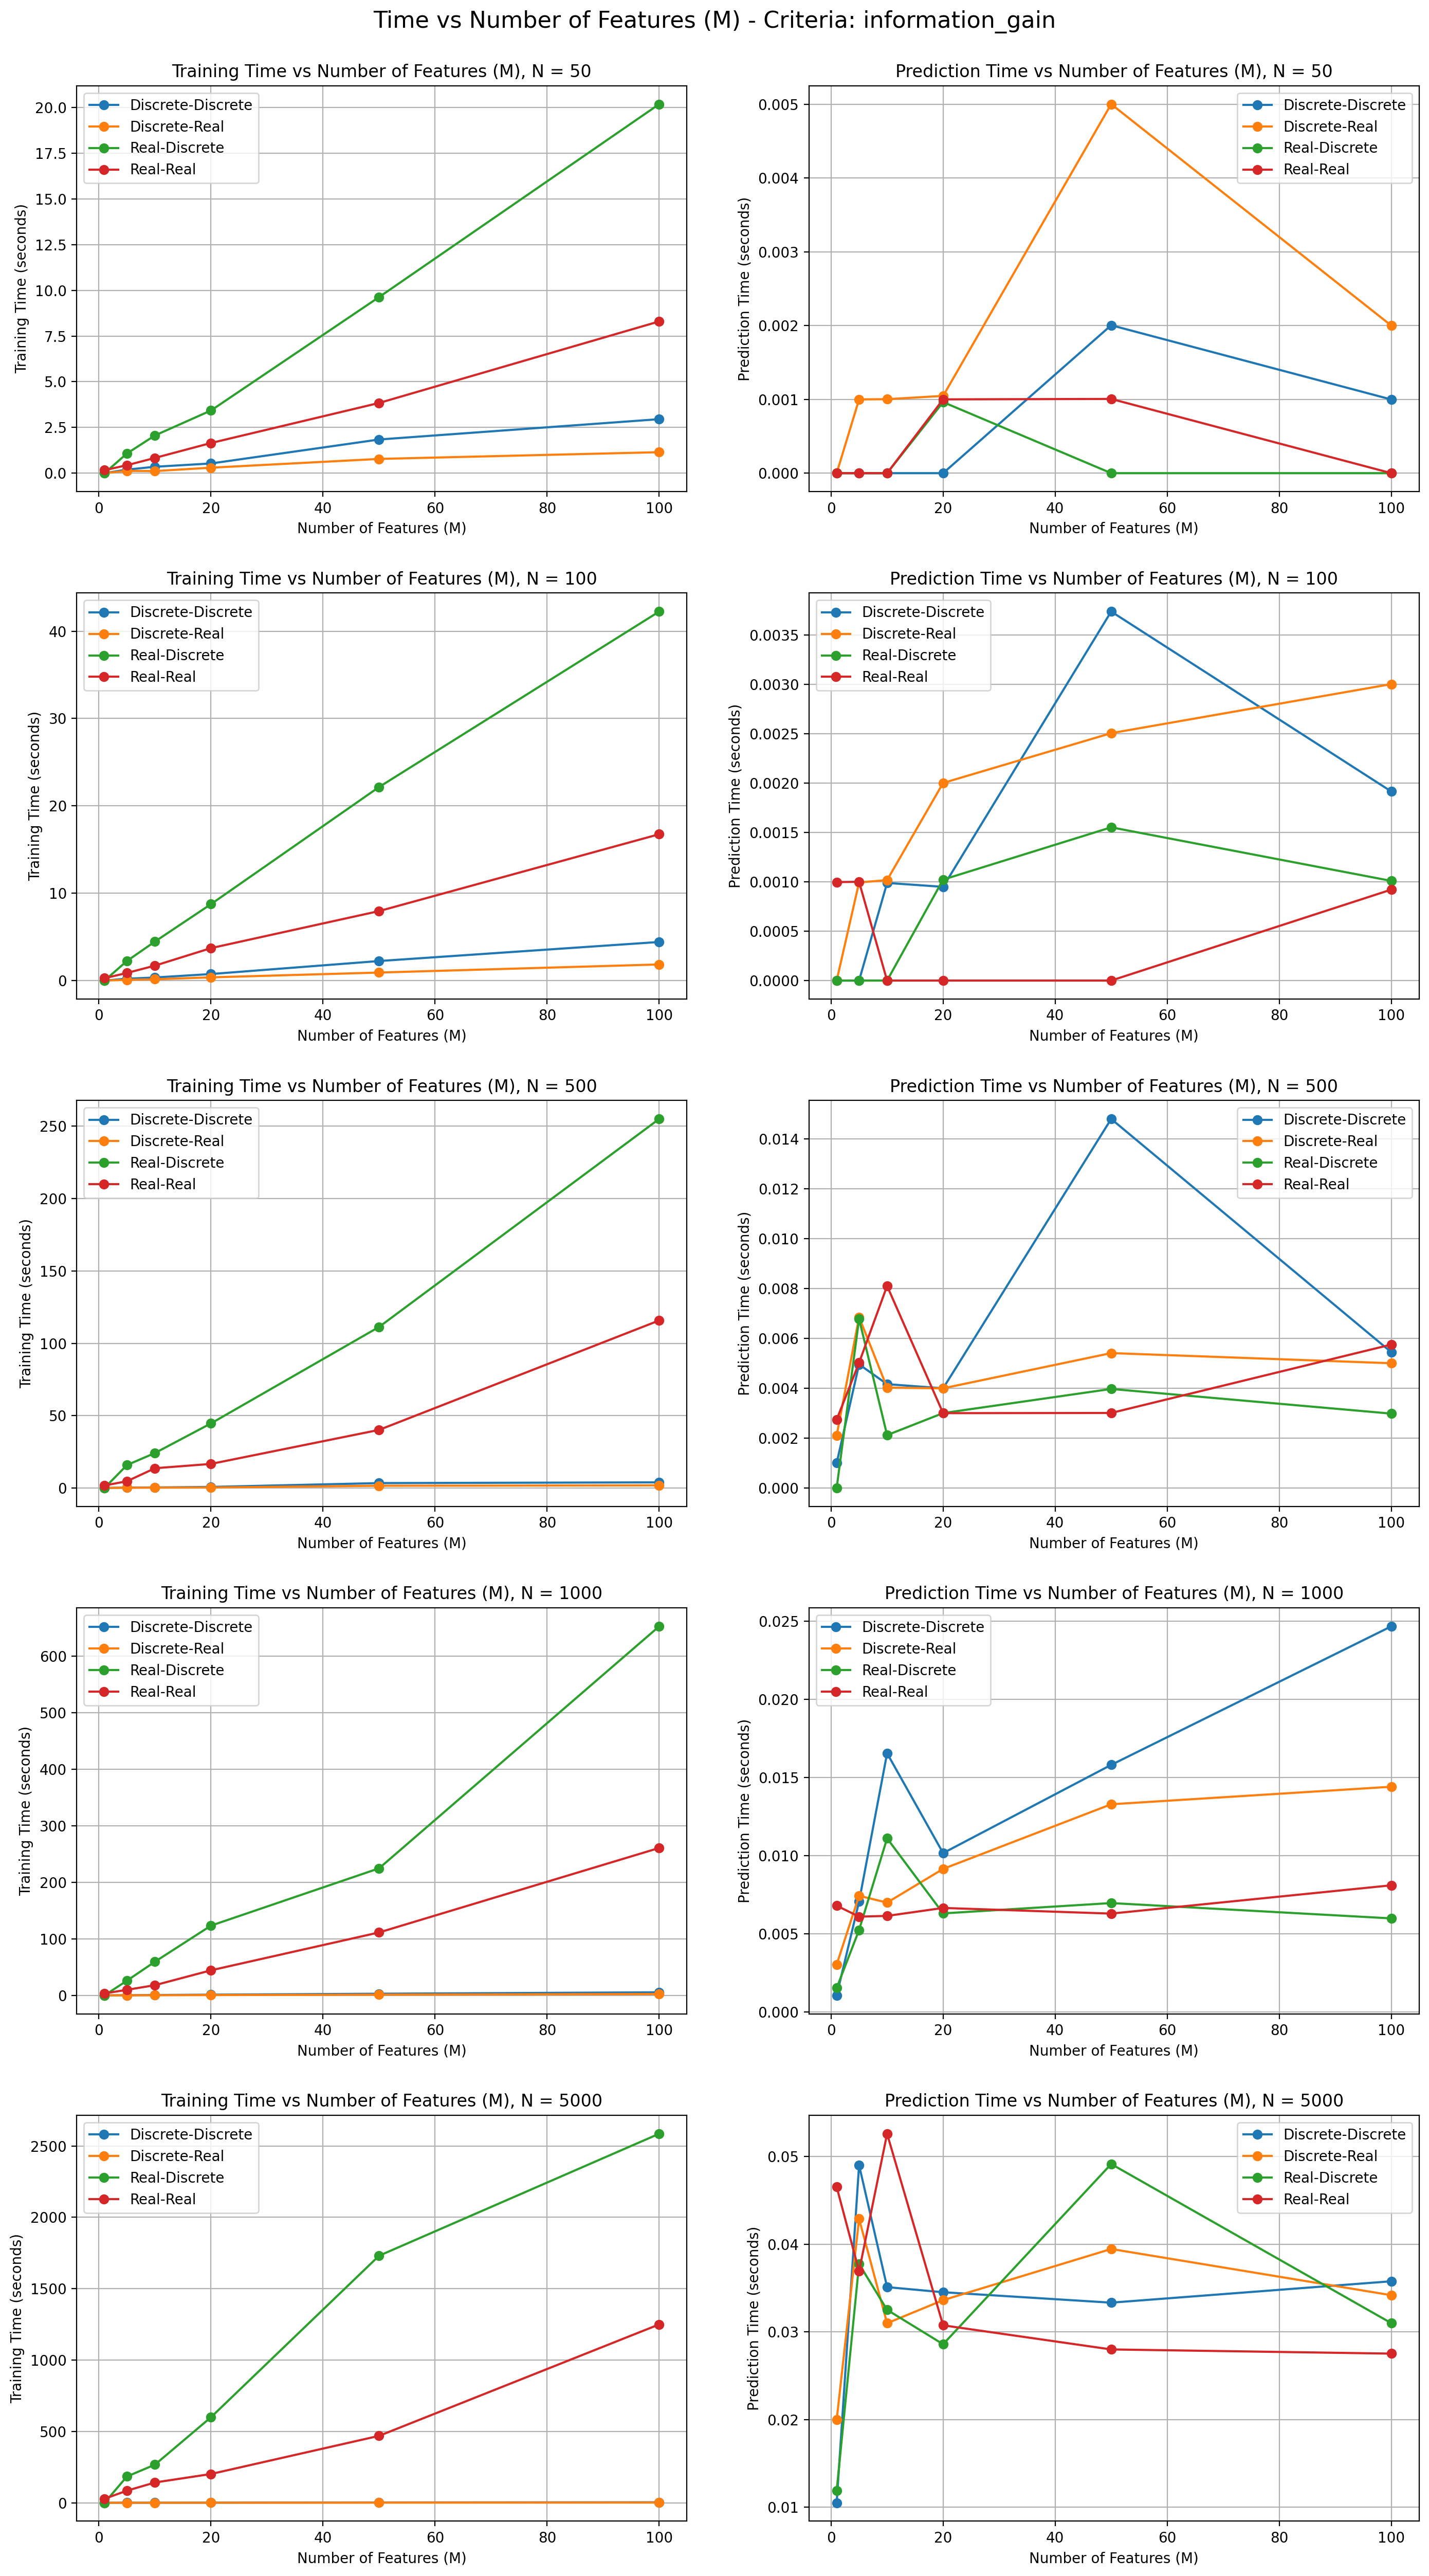 Time vs Number of Features (M) - Criteria: information_gain
Training Time vs Number of Features (M), N = 50
Discrete-Discrete
Discrete-Real
Real-Discrete
Real-Real
Training Time (seconds)
20.0
17.5
15.0
12.5
10.0
7.5
5.0
2.5
0.0
0 20 40 60 80 100
Number of Features (M)
Prediction Time vs Number of Features (M), N = 50
Discrete-Discrete
Discrete-Real
Real-Discrete
Real-Real
Prediction Time (seconds)
0.005
0.004
0.003
0.002
0.001
0.000
0 20 40 60 80 100
Number of Features (M)
Training Time vs Number of Features (M), N = 100
Discrete-Discrete
Discrete-Real
Real-Discrete
Real-Real
Training Time (seconds)
40
30
20
10
0
0 20 40 60 80 100
Number of Features (M)
Prediction Time vs Number of Features (M), N = 100
Discrete-Discrete
Discrete-Real
Real-Discrete
Real-Real
Prediction Time (seconds)
0.0035
0.0030
0.0025
0.0020
0.0015
0.0010
0.0005
0.0000
0 20 40 60 80 100
Number of Features (M)
Training Time vs Number of Features (M), N = 500
Discrete-Discrete
Discrete-Real
Real-Discrete
Real-Real
Training Time (seconds)
250
200
150
100
50
0
0 20 40 60 80 100
Number of Features (M)
Prediction Time vs Number of Features (M), N = 500
Discrete-Discrete
Discrete-Real
Real-Discrete
Real-Real
Prediction Time (seconds)
0.014
0.012
0.010
0.008
0.006
0.004
0.002
0.000
0 20 40 60 80 100
Number of Features (M)
Training Time vs Number of Features (M), N = 1000
Discrete-Discrete
Discrete-Real
Real-Discrete
Real-Real
Training Time (seconds)
600
500
400
300
200
100
0
0 20 40 60 80 100
Number of Features (M)
Prediction Time vs Number of Features (M), N = 1000
Discrete-Discrete
Discrete-Real
Real-Discrete
Real-Real
Prediction Time (seconds)
0.025
0.020
0.015
0.010
0.005
0.000
0 20 40 60 80 100
Number of Features (M)
Training Time vs Number of Features (M), N = 5000
Discrete-Discrete
Discrete-Real
Real-Discrete
Real-Real
Training Time (seconds)
2500
2000
1500
1000
500
0
0 20 40 60 80 100
Number of Features (M)
Prediction Time vs Number of Features (M), N = 5000
Discrete-Discrete
Discrete-Real
Real-Discrete
Real-Real
Prediction Time (seconds)
0.05
0.04
0.03
0.02
0.01
0 20 40 60 80 100
Number of Features (M)